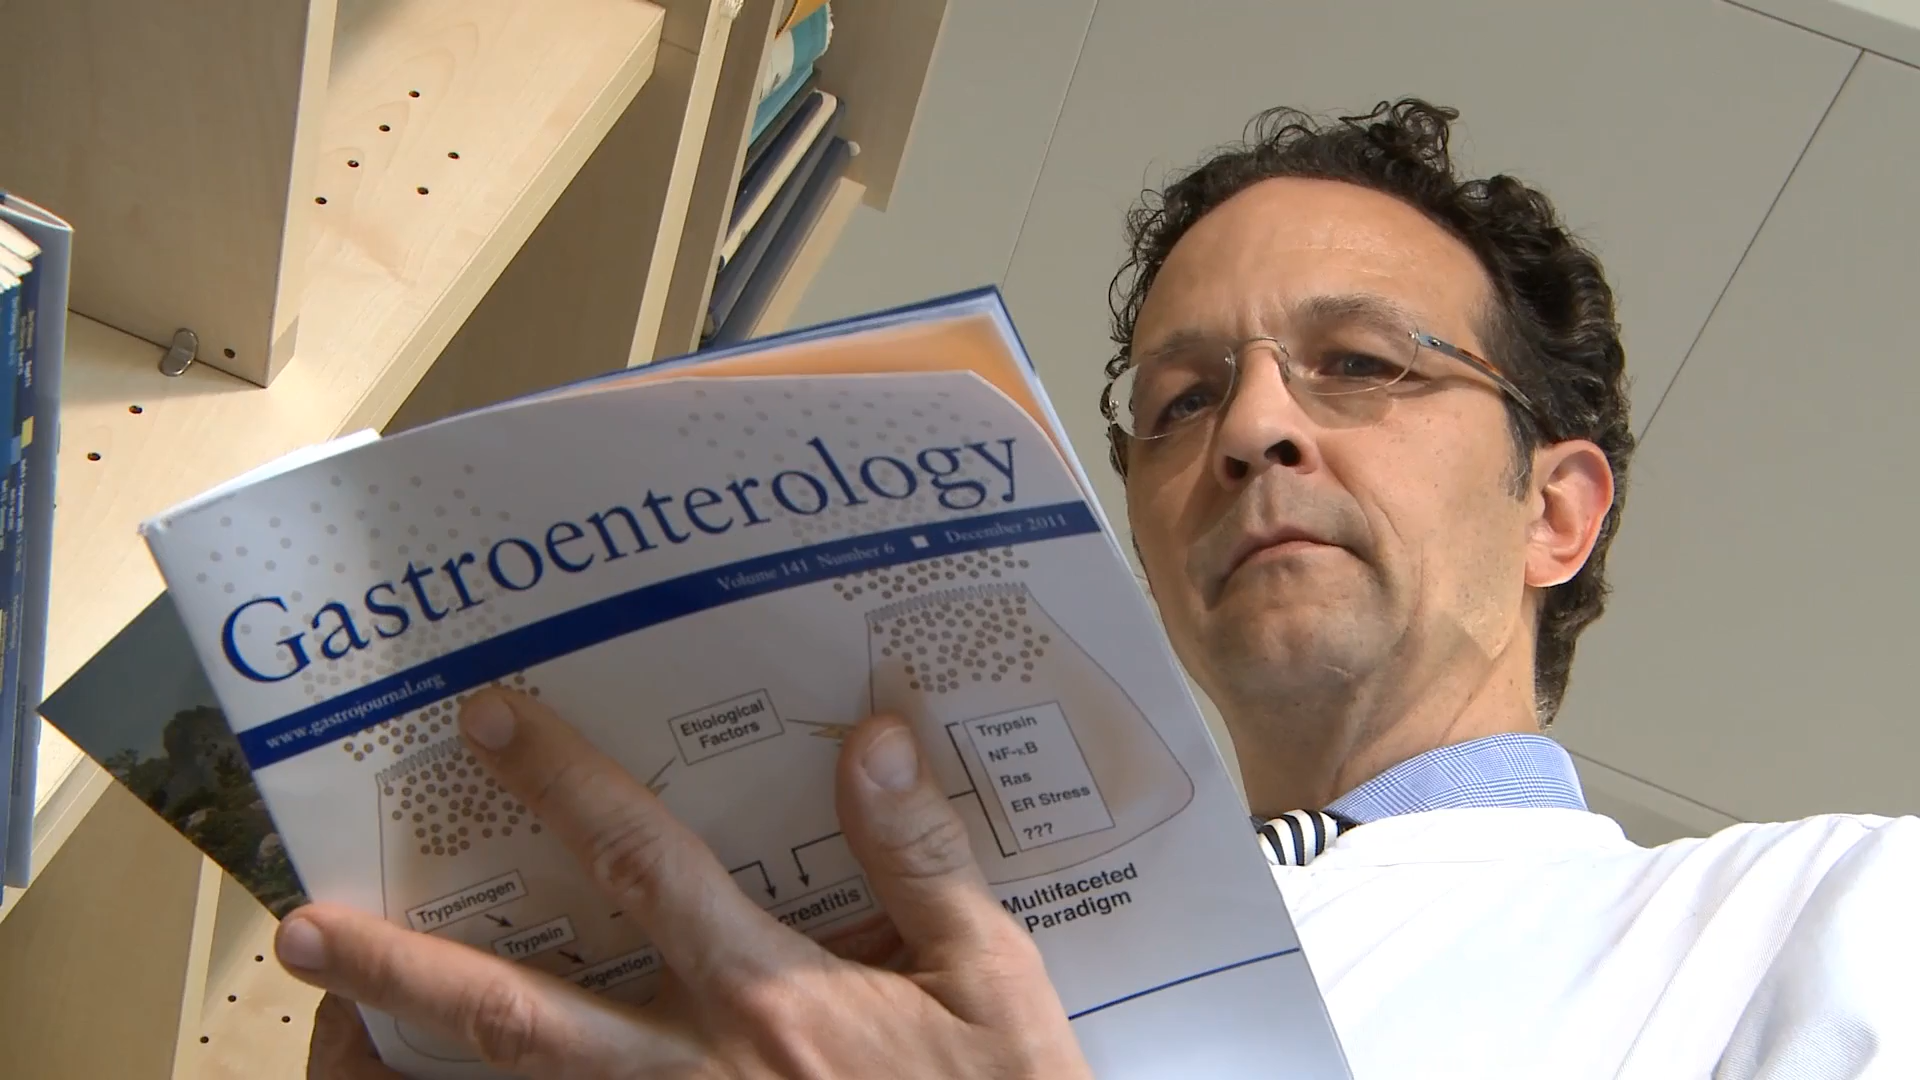 Gastroenterology
Volume 141 Number 6 December 2011
www.gastrojournal.org
Etiological
Factors
Trypsin
NF-κB
Ras
ER Stress
???
Trypsinogen
Trypsin
digestion
creatitis
Multifaceted
Paradigm